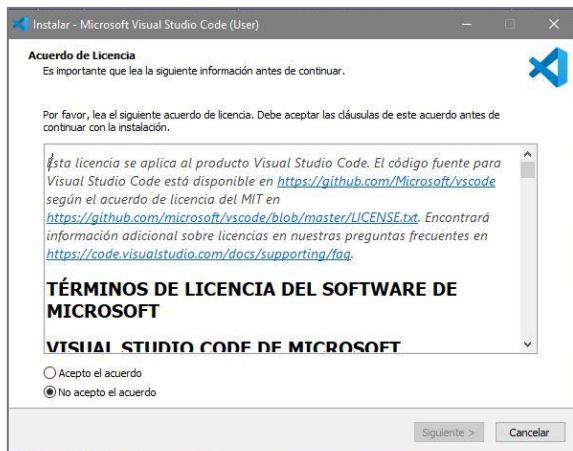 Instalar - Microsoft Visual Studio Code (User)
Acuerdo de Licencia
Es importante que lea la siguiente información antes de continuar.
Por favor, lea el siguiente acuerdo de licencia. Debe aceptar las cláusulas de este acuerdo antes de
continuar con la instalación.
Esta licencia se aplica al producto Visual Studio Code. El código fuente para
Visual Studio Code está disponible en https://github.com/Microsoft/vscode
según el acuerdo de licencia del MIT en
https://github.com/microsoft/vscode/blob/master/LICENSE.txt. Encontrará
información adicional sobre licencias en nuestras preguntas frecuentes en
https://code.visualstudio.com/docs/supporting/faq.
TÉRMINOS DE LICENCIA DEL SOFTWARE DE
MICROSOFT
VISUAL STUDIO CODE DE MICROSOFT
Acepto el acuerdo
No acepto el acuerdo
Siguiente >
Cancelar